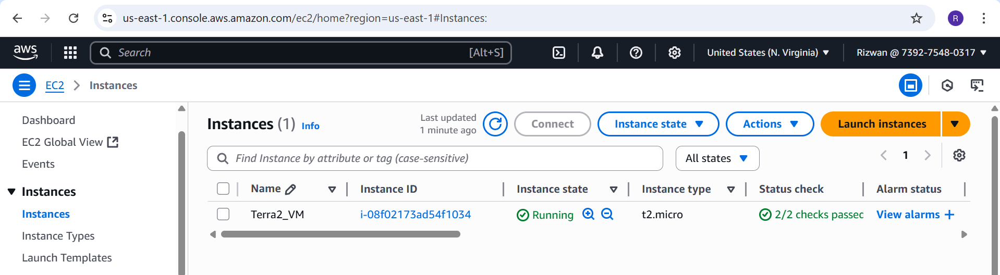 us-east-1.console.aws.amazon.com/ec2/home?region=us-east-1#Instances:
R
aws
Search
[Alt+S]
United States (N. Virginia)
Rizwan @ 7392-7548-0317
EC2
Instances
Dashboard
EC2 Global View
Events
Instances
Instances
Instance Types
Launch Templates
Instances (1) Info
Last updated
1 minute ago
Connect
Instance state
Actions
Launch instances
Find Instance by attribute or tag (case-sensitive)
All states
1
Name Instance ID Instance state Instance type Status check Alarm status
Terra2_VM i-08f02173ad54f1034 Running t2.micro 2/2 checks passed View alarms +